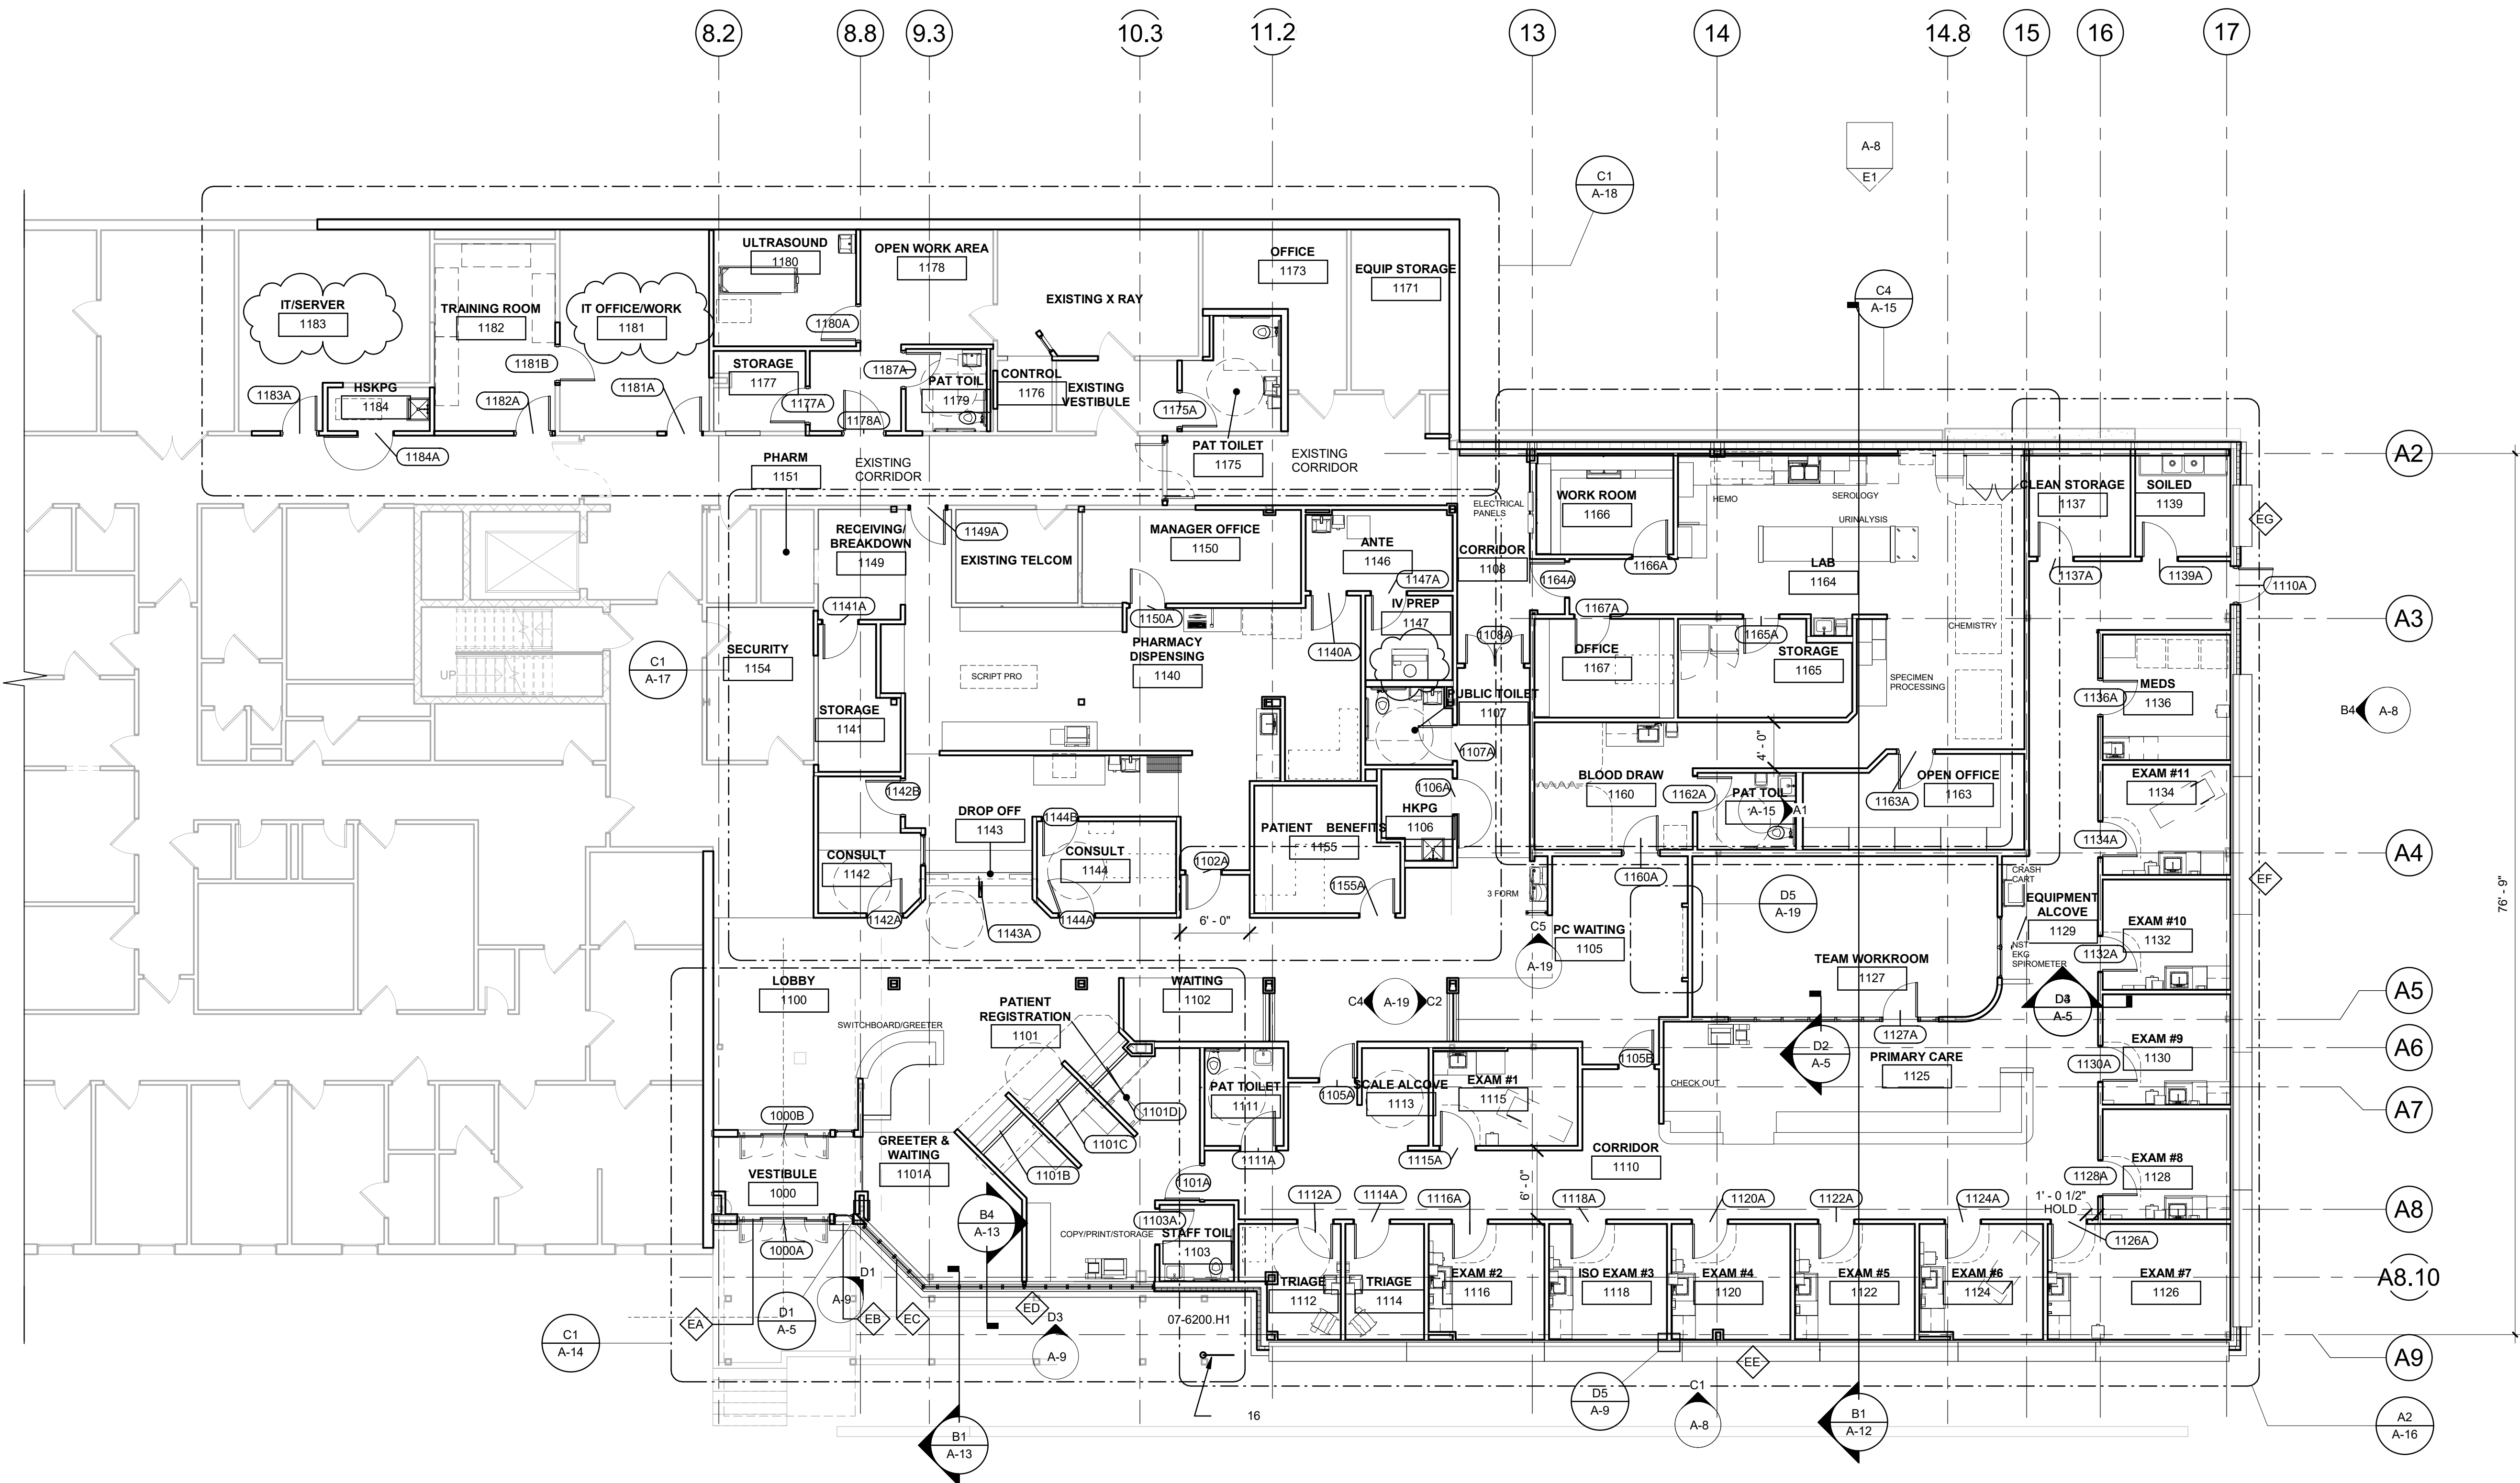 8.2
8.8
9.3
10.3
11.2
13
14
14.8
15
16
17
A-8
E1
C1
A-18
ULTRASOUND
1180
OPEN WORK AREA
1178
OFFICE
1173
EQUIP STORAGE
1171
EXISTING X RAY
IT/SERVER
1183
TRAINING ROOM
1182
IT OFFICE/WORK
1181
1180A
C4
A-15
1181B
STORAGE
1177
1187A
PAT TOIL
1179
CONTROL
1176
EXISTING
VESTIBULE
HSKPG
1184
1183A
1182A
1181A
1177A
1178A
1175A
1184A
PAT TOILET
1175
EXISTING
CORRIDOR
PHARM
1151
EXISTING
CORRIDOR
A2
WORK ROOM
1166
HEMO
SEROLOGY
URINALYSIS
CLEAN STORAGE
1137
SOILED
1139
ELECTRICAL
PANELS
EG
RECEIVING/
BREAKDOWN
1149
1149A
EXISTING TELCOM
MANAGER OFFICE
1150
ANTE
1146
CORRIDOR
1108
LAB
1164
1147A
1164A
1166A
1137A
1139A
1110A
1141A
1150A
IV PREP
1147
1167A
1165A
CHEMISTRY
A3
1140A
1108A
SECURITY
1154
C1
A-17
UP
PHARMACY
DISPENSING
1140
SCRIPT PRO
OFFICE
1167
STORAGE
1165
SPECIMEN
PROCESSING
MEDS
1136
1136A
STORAGE
1141
PUBLIC TOILET
1107
1107A
B4
A-8
4' - 0"
BLOOD DRAW
1160
1162A
PAT TOIL
A-15
A1
1163A
OPEN OFFICE
1163
EXAM #11
1134
1142B
1106A
HKPG
1106
DROP OFF
1143
1144B
PATIENT BENEFITS
1155
1134A
A4
CONSULT
1142
CONSULT
1144
1102A
1155A
1160A
3 FORM
CRASH
CART
EF
D5
A-19
EQUIPMENT
ALCOVE
1129
76' - 9"
1142A
1143A
1144A
6' - 0"
C5
A-19
PC WAITING
1105
EXAM #10
1132
1132A
NST
EKG
SPIROMETER
TEAM WORKROOM
1127
LOBBY
1100
WAITING
1102
PATIENT
REGISTRATION
1101
SWITCHBOARD/GREETER
C4
A-19
C2
A-5
A5
1127A
1105B
D2
A-5
PRIMARY CARE
1125
EXAM #9
1130
1130A
A6
CHECK OUT
PAT TOILET
1111
1105A
SCALE ALCOVE
1113
EXAM #1
1115
A7
1000B
1101D
1101C
GREETER &
WAITING
1101A
1101B
1111A
1115A
CORRIDOR
1110
EXAM #8
1128
1128A
VESTIBULE
1000
1101A
1112A
1114A
1116A
6' - 0"
1118A
1120A
1122A
1124A
1' - 0 1/2"
HOLD
A8
B4
A-13
1103A
COPY/PRINT/STORAGE
STAFF TOIL
1103
1000A
1126A
TRIAGE
1112
TRIAGE
1114
EXAM #2
1116
ISO EXAM #3
1118
EXAM #4
1120
EXAM #5
1122
EXAM #6
1124
EXAM #7
1126
A8.10
D1
A-9
EA
D1
A-5
EB
EC
ED
D3
A-9
07-6200.H1
C1
A-14
EE
A9
16
D5
A-9
C1
A-8
B1
A-12
A2
A-16
B1
A-13